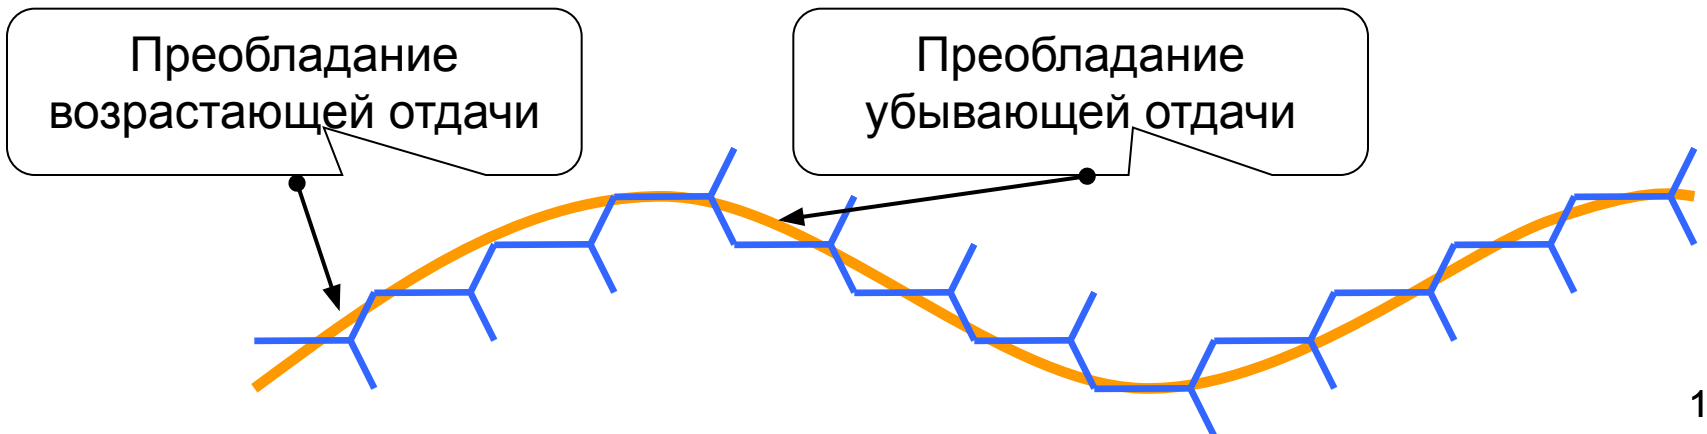 Преобладание
возрастающей отдачи
Преобладание
убывающей отдачи
1